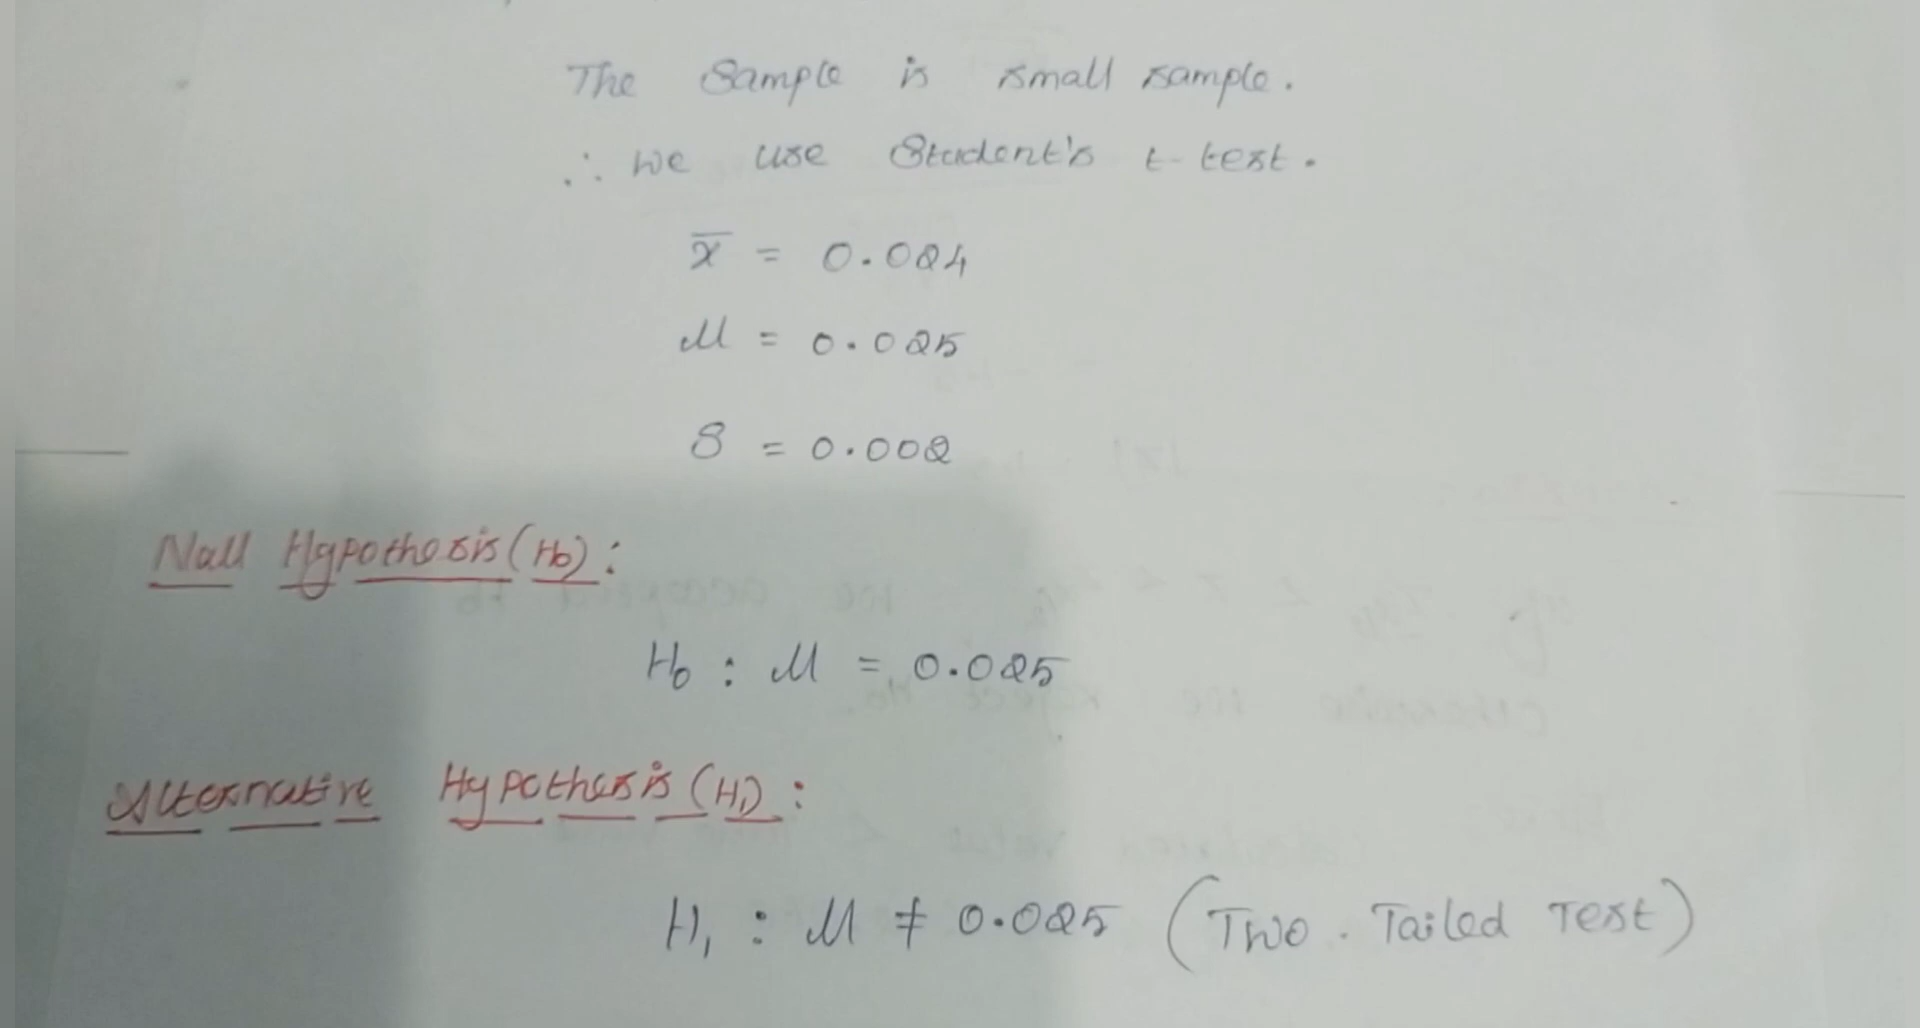 The Sample is small sample.
∴ we use Student's t-test.
x̄ = 0.024
μ = 0.025
S = 0.002
Null Hypothesis (H₀) :
H₀ : μ = 0.025
Alternative Hypothesis (H₁) :
H₁ : μ ≠ 0.025 (Two. Tailed Test)